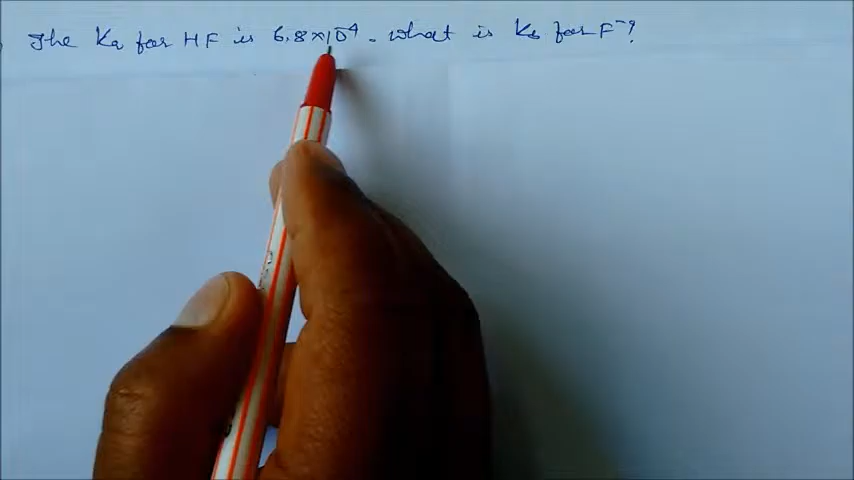 The Ka for HF is 6.8×10⁻⁴. What is Kb for F⁻?